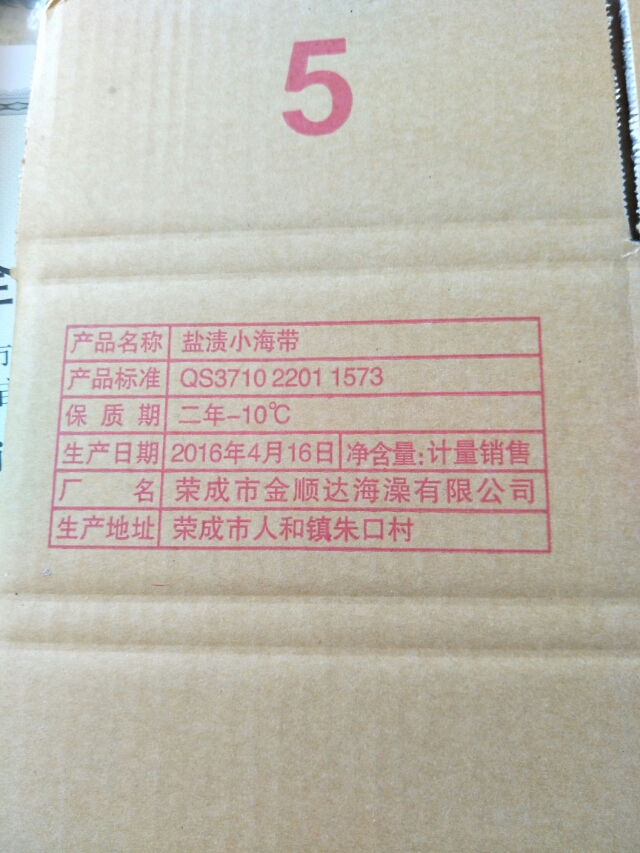 5
产品名称 盐渍小海带
产品标准 QS3710 2201 1573
保质期 二年-10℃
生产日期 2016年4月16日 净含量:计量销售
厂名 荣成市金顺达海澡有限公司
生产地址 荣成市人和镇朱口村